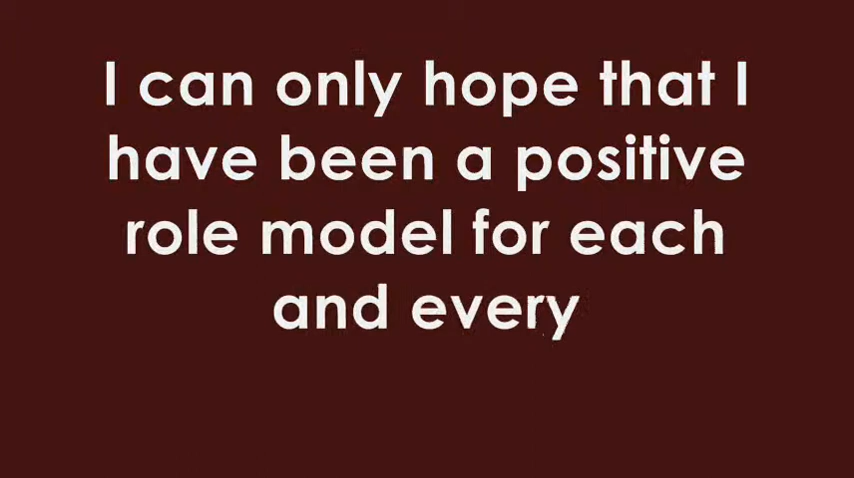 I can only hope that I
have been a positive
role model for each
and every